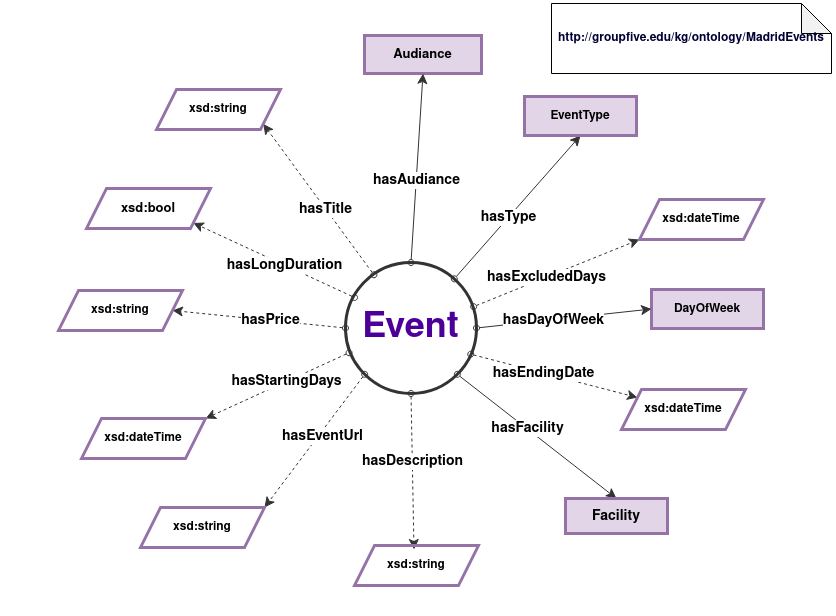 http://groupfive.edu/kg/ontology/MadridEvents
Audiance
xsd:string
EventType
hasAudiance
xsd:bool
hasTitle
hasType
xsd:dateTime
hasLongDuration
hasExcludedDays
xsd:string
hasPrice
Event
hasDayOfWeek
DayOfWeek
hasStartingDays
hasEndingDate
xsd:dateTime
xsd:dateTime
hasEventUrl
hasFacility
hasDescription
xsd:string
Facility
xsd:string